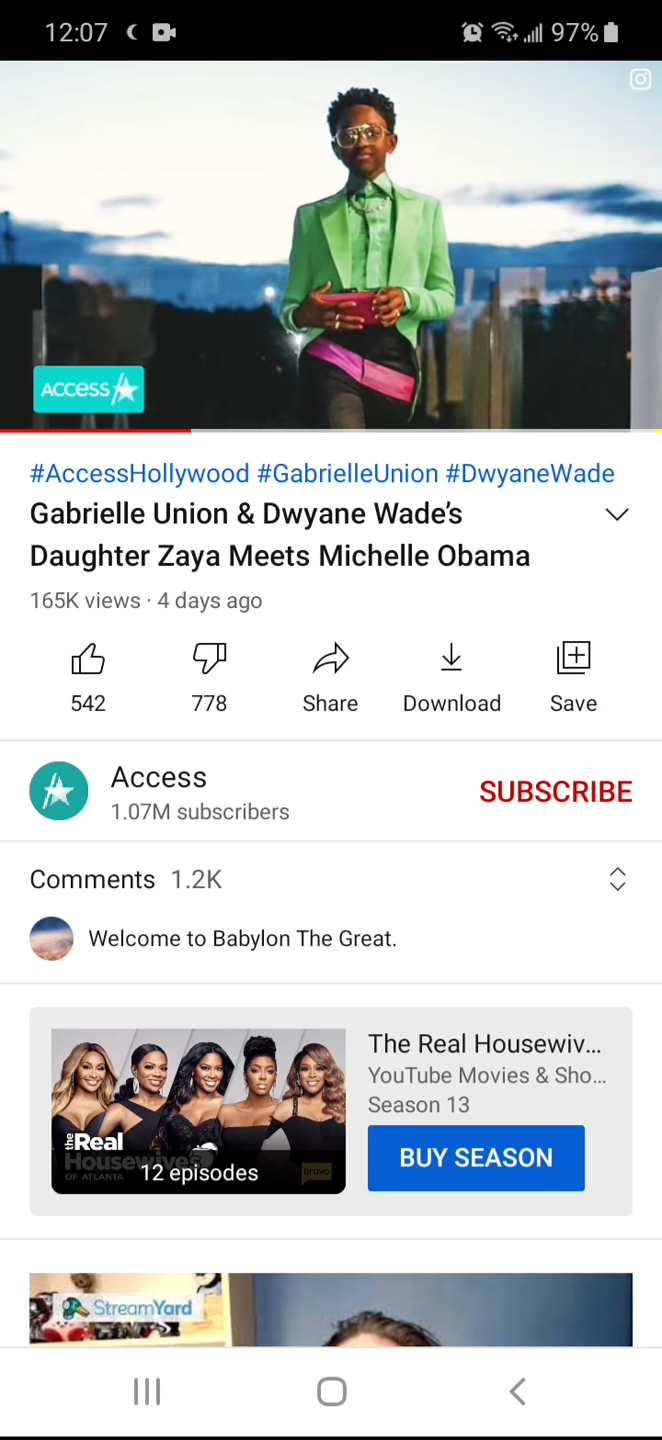 12:07
97%
ACCESS
#AccessHollywood #GabrielleUnion #DwyaneWade
Gabrielle Union & Dwyane Wade’s
Daughter Zaya Meets Michelle Obama
165K views · 4 days ago
542
778
Share
Download
Save
Access
1.07M subscribers
SUBSCRIBE
Comments 1.2K
Welcome to Babylon The Great.
the Real
Housewives
OF ATLANTA
12 episodes
bravo
The Real Housewiv...
YouTube Movies & Sho...
Season 13
BUY SEASON
StreamYard